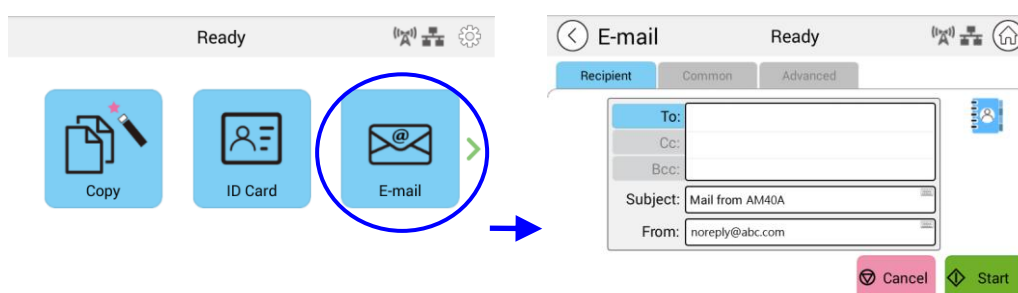 Ready
Copy
ID Card
@
E-mail
E-mail
Ready
Recipient
Common
Advanced
To:
Cc:
Bcc:
Subject: Mail from AM40A
From: noreply@abc.com
Cancel
Start